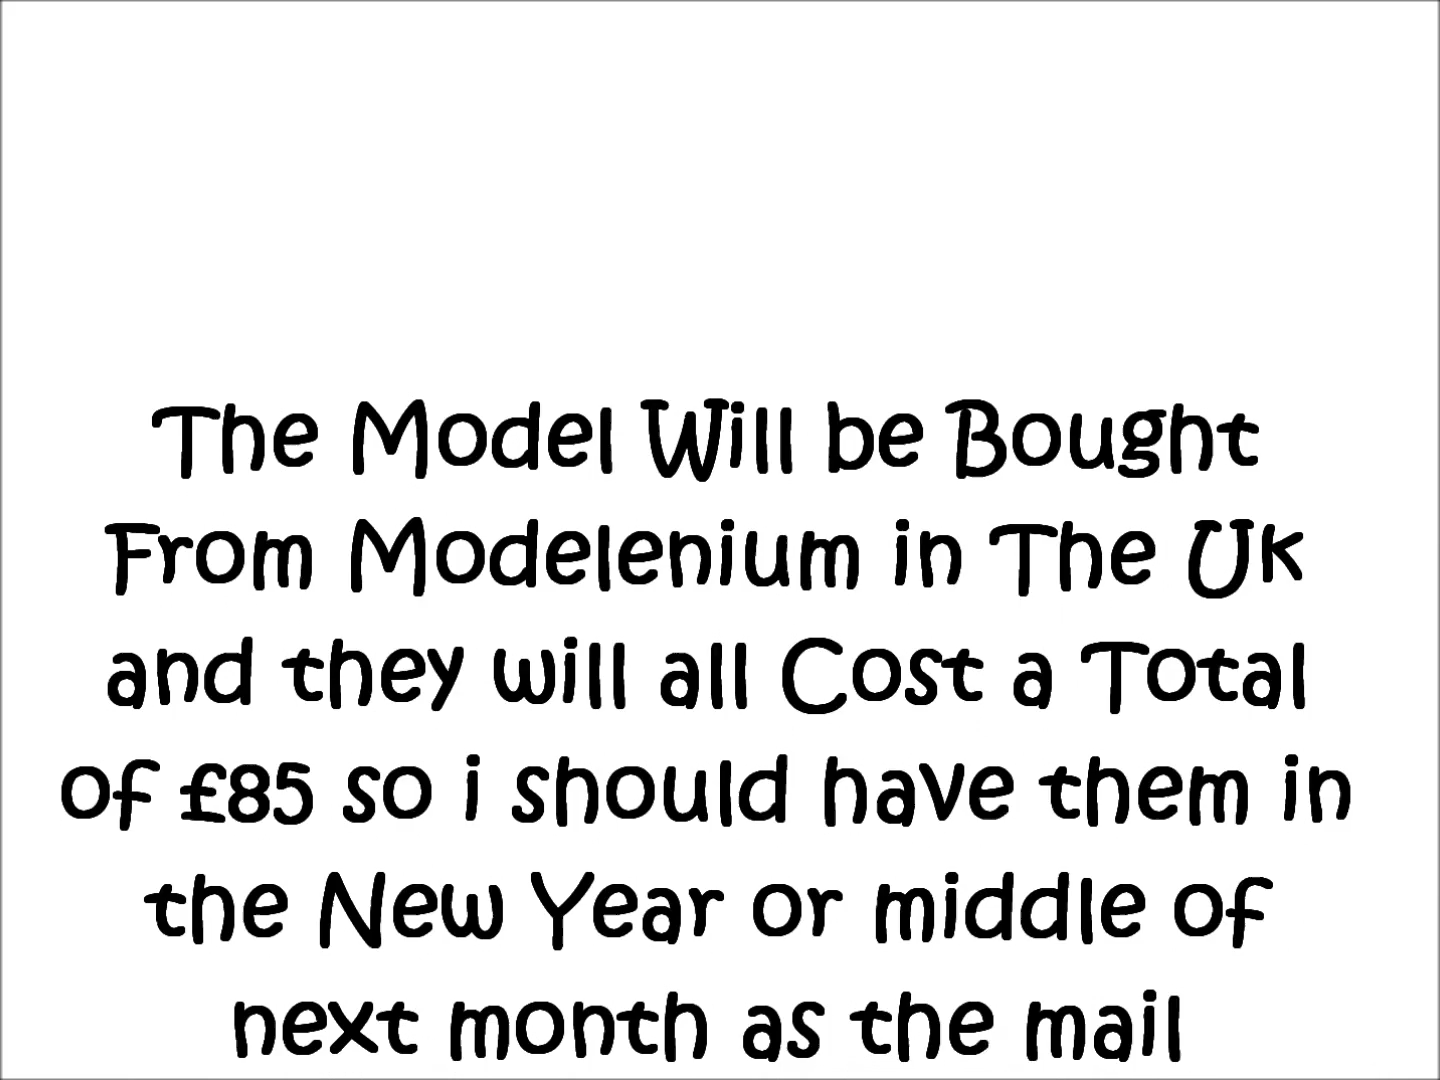 The Model Will be Bought
From Modelenium in The Uk
and they will all Cost a Total
of £85 so i should have them in
the New Year or middle of
next month as the mail